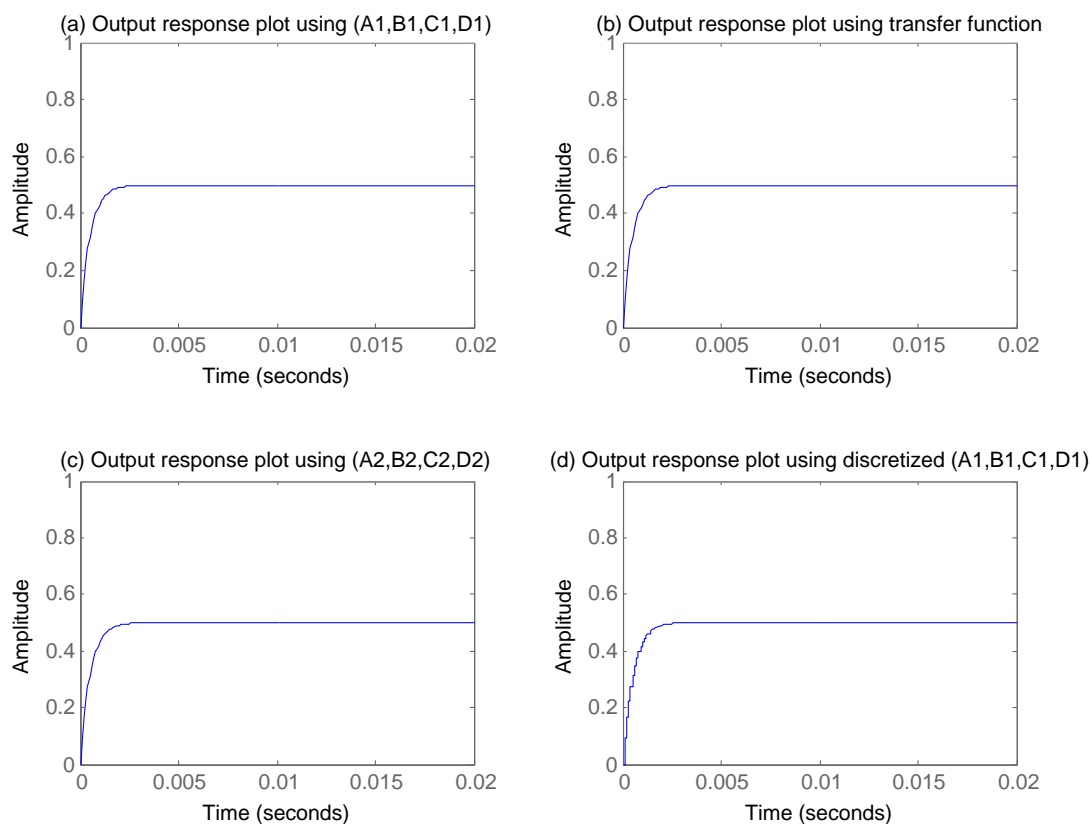 (a) Output response plot using (A1,B1,C1,D1)
1
0.8
0.6
0.4
0.2
0
Amplitude
0 0.005 0.01 0.015 0.02
Time (seconds)
(b) Output response plot using transfer function
1
0.8
0.6
0.4
0.2
0
Amplitude
0 0.005 0.01 0.015 0.02
Time (seconds)
(c) Output response plot using (A2,B2,C2,D2)
1
0.8
0.6
0.4
0.2
0
Amplitude
0 0.005 0.01 0.015 0.02
Time (seconds)
(d) Output response plot using discretized (A1,B1,C1,D1)
1
0.8
0.6
0.4
0.2
0
Amplitude
0 0.005 0.01 0.015 0.02
Time (seconds)